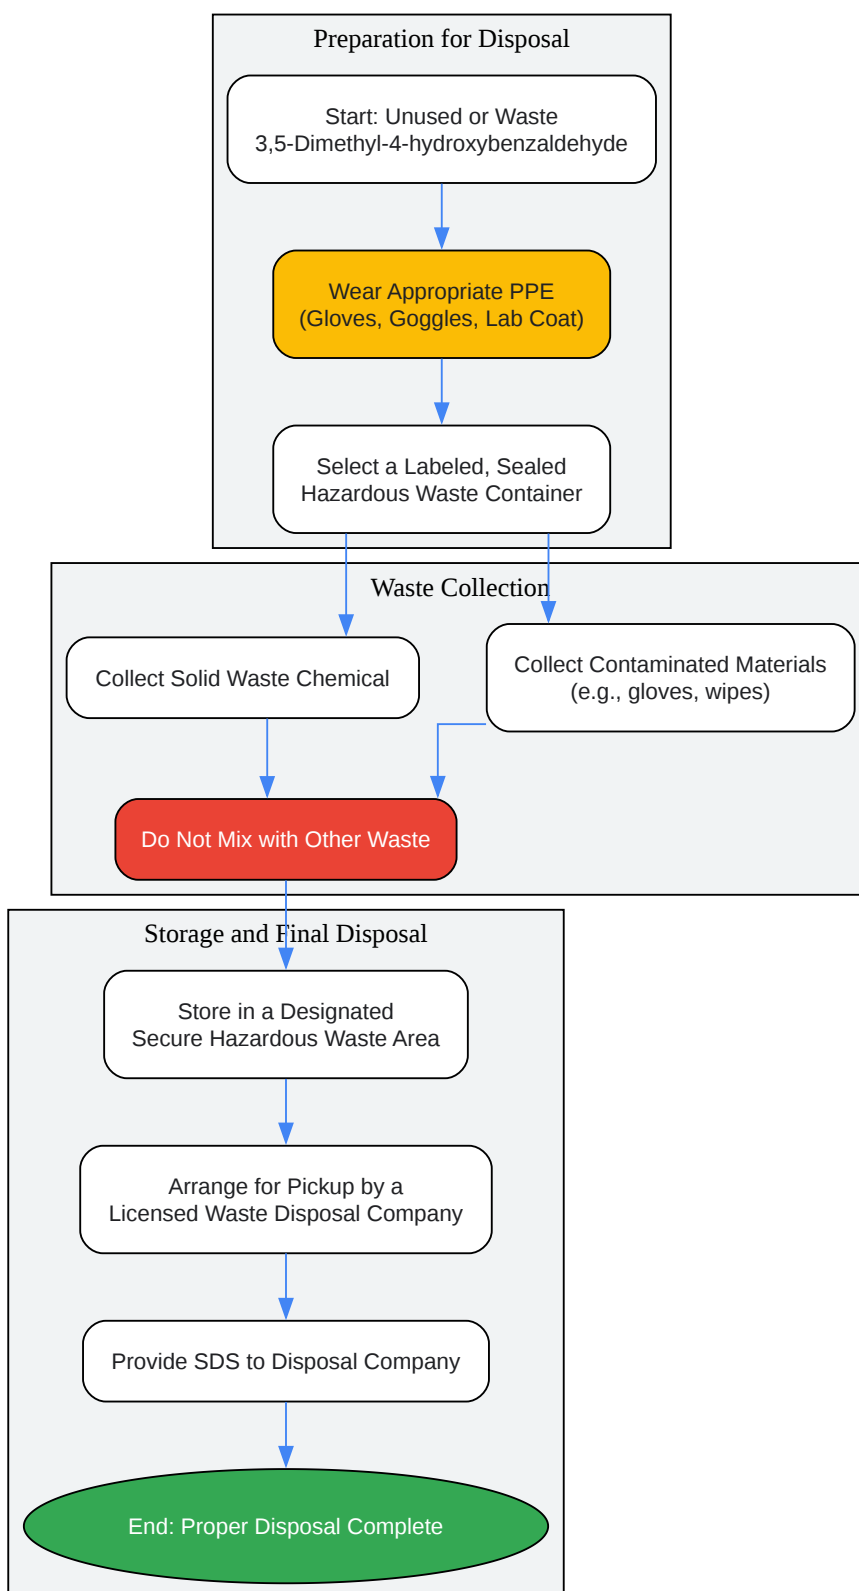 Preparation for Disposal
Start: Unused or Waste
3,5-Dimethyl-4-hydroxybenzaldehyde
Wear Appropriate PPE
(Gloves, Goggles, Lab Coat)
Select a Labeled, Sealed
Hazardous Waste Container
Waste Collection
Collect Solid Waste Chemical
Collect Contaminated Materials
(e.g., gloves, wipes)
Do Not Mix with Other Waste
Storage and Final Disposal
Store in a Designated
Secure Hazardous Waste Area
Arrange for Pickup by a
Licensed Waste Disposal Company
Provide SDS to Disposal Company
End: Proper Disposal Complete